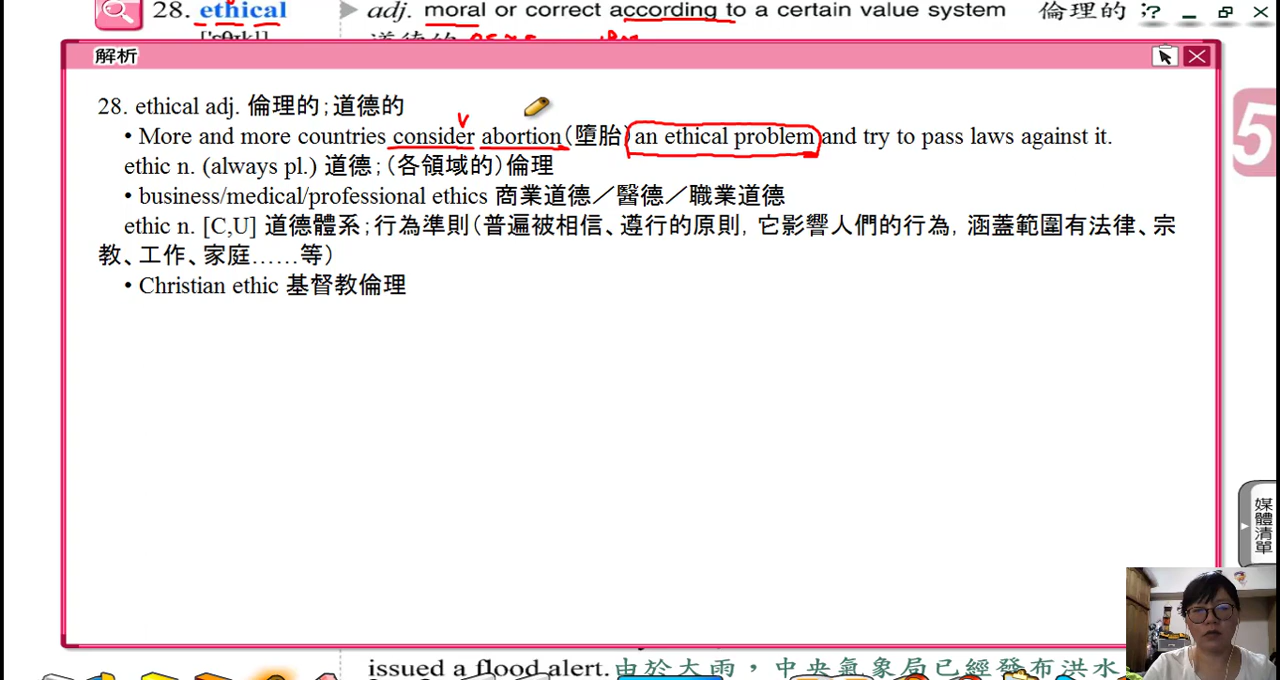 28. ethical adj. moral or correct according to a certain value system 倫理的；
['ɛθɪkl] 道德的
解析
28. ethical adj. 倫理的；道德的
• More and more countries consider abortion（墮胎）an ethical problem and try to pass laws against it.
ethic n. (always pl.) 道德；（各領域的）倫理
• business/medical/professional ethics 商業道德／醫德／職業道德
ethic n. [C,U] 道德體系；行為準則（普遍被相信、遵行的原則，它影響人們的行為，涵蓋範圍有法律、宗
教、工作、家庭……等）
• Christian ethic 基督教倫理
5
媒體清單
issued a flood alert. 由於大雨，中央氣象局已經發布洪水